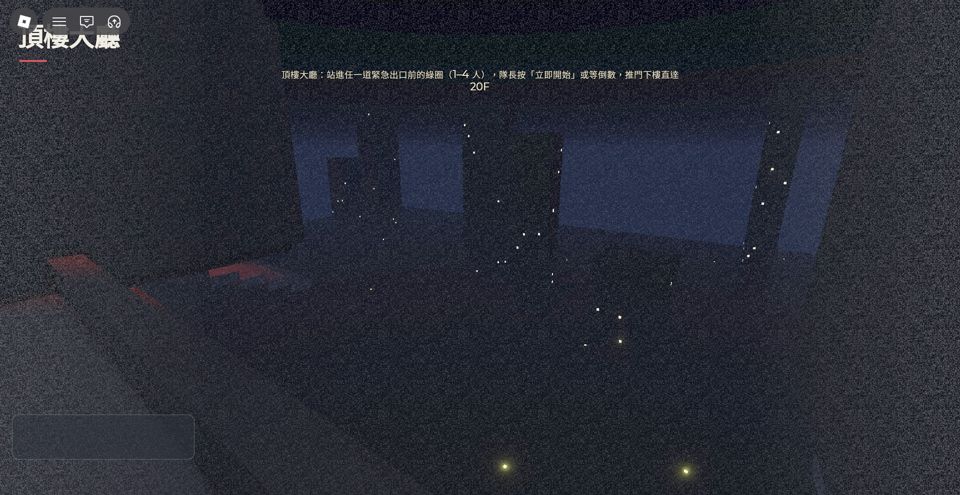 頂樓大廳
頂樓大廳：站進任一道緊急出口前的綠圈（1–4 人），隊長按「立即開始」或等倒數，推門下樓直達
20F